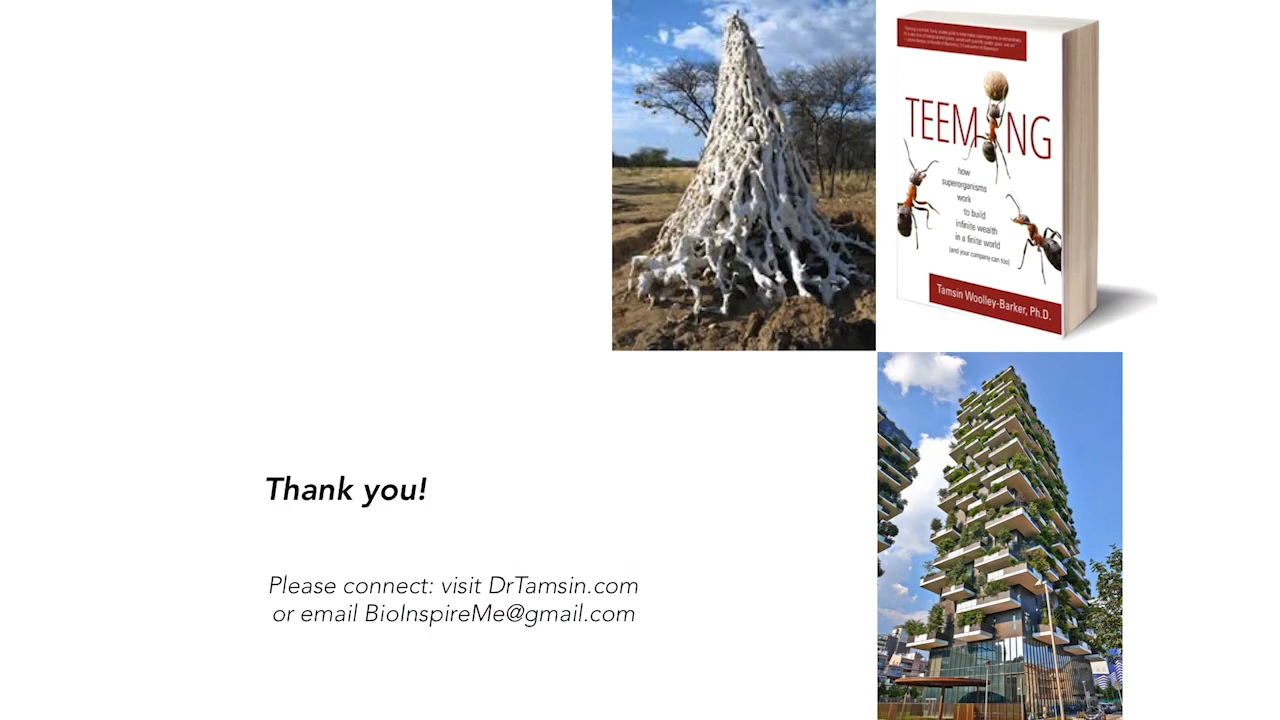 TEEMING
how
superorganisms
work
to build
infinite wealth
in a finite world
(and your company can too)
Tamsin Woolley-Barker, Ph.D.
Thank you!
Please connect: visit DrTamsin.com
or email BioInspireMe@gmail.com